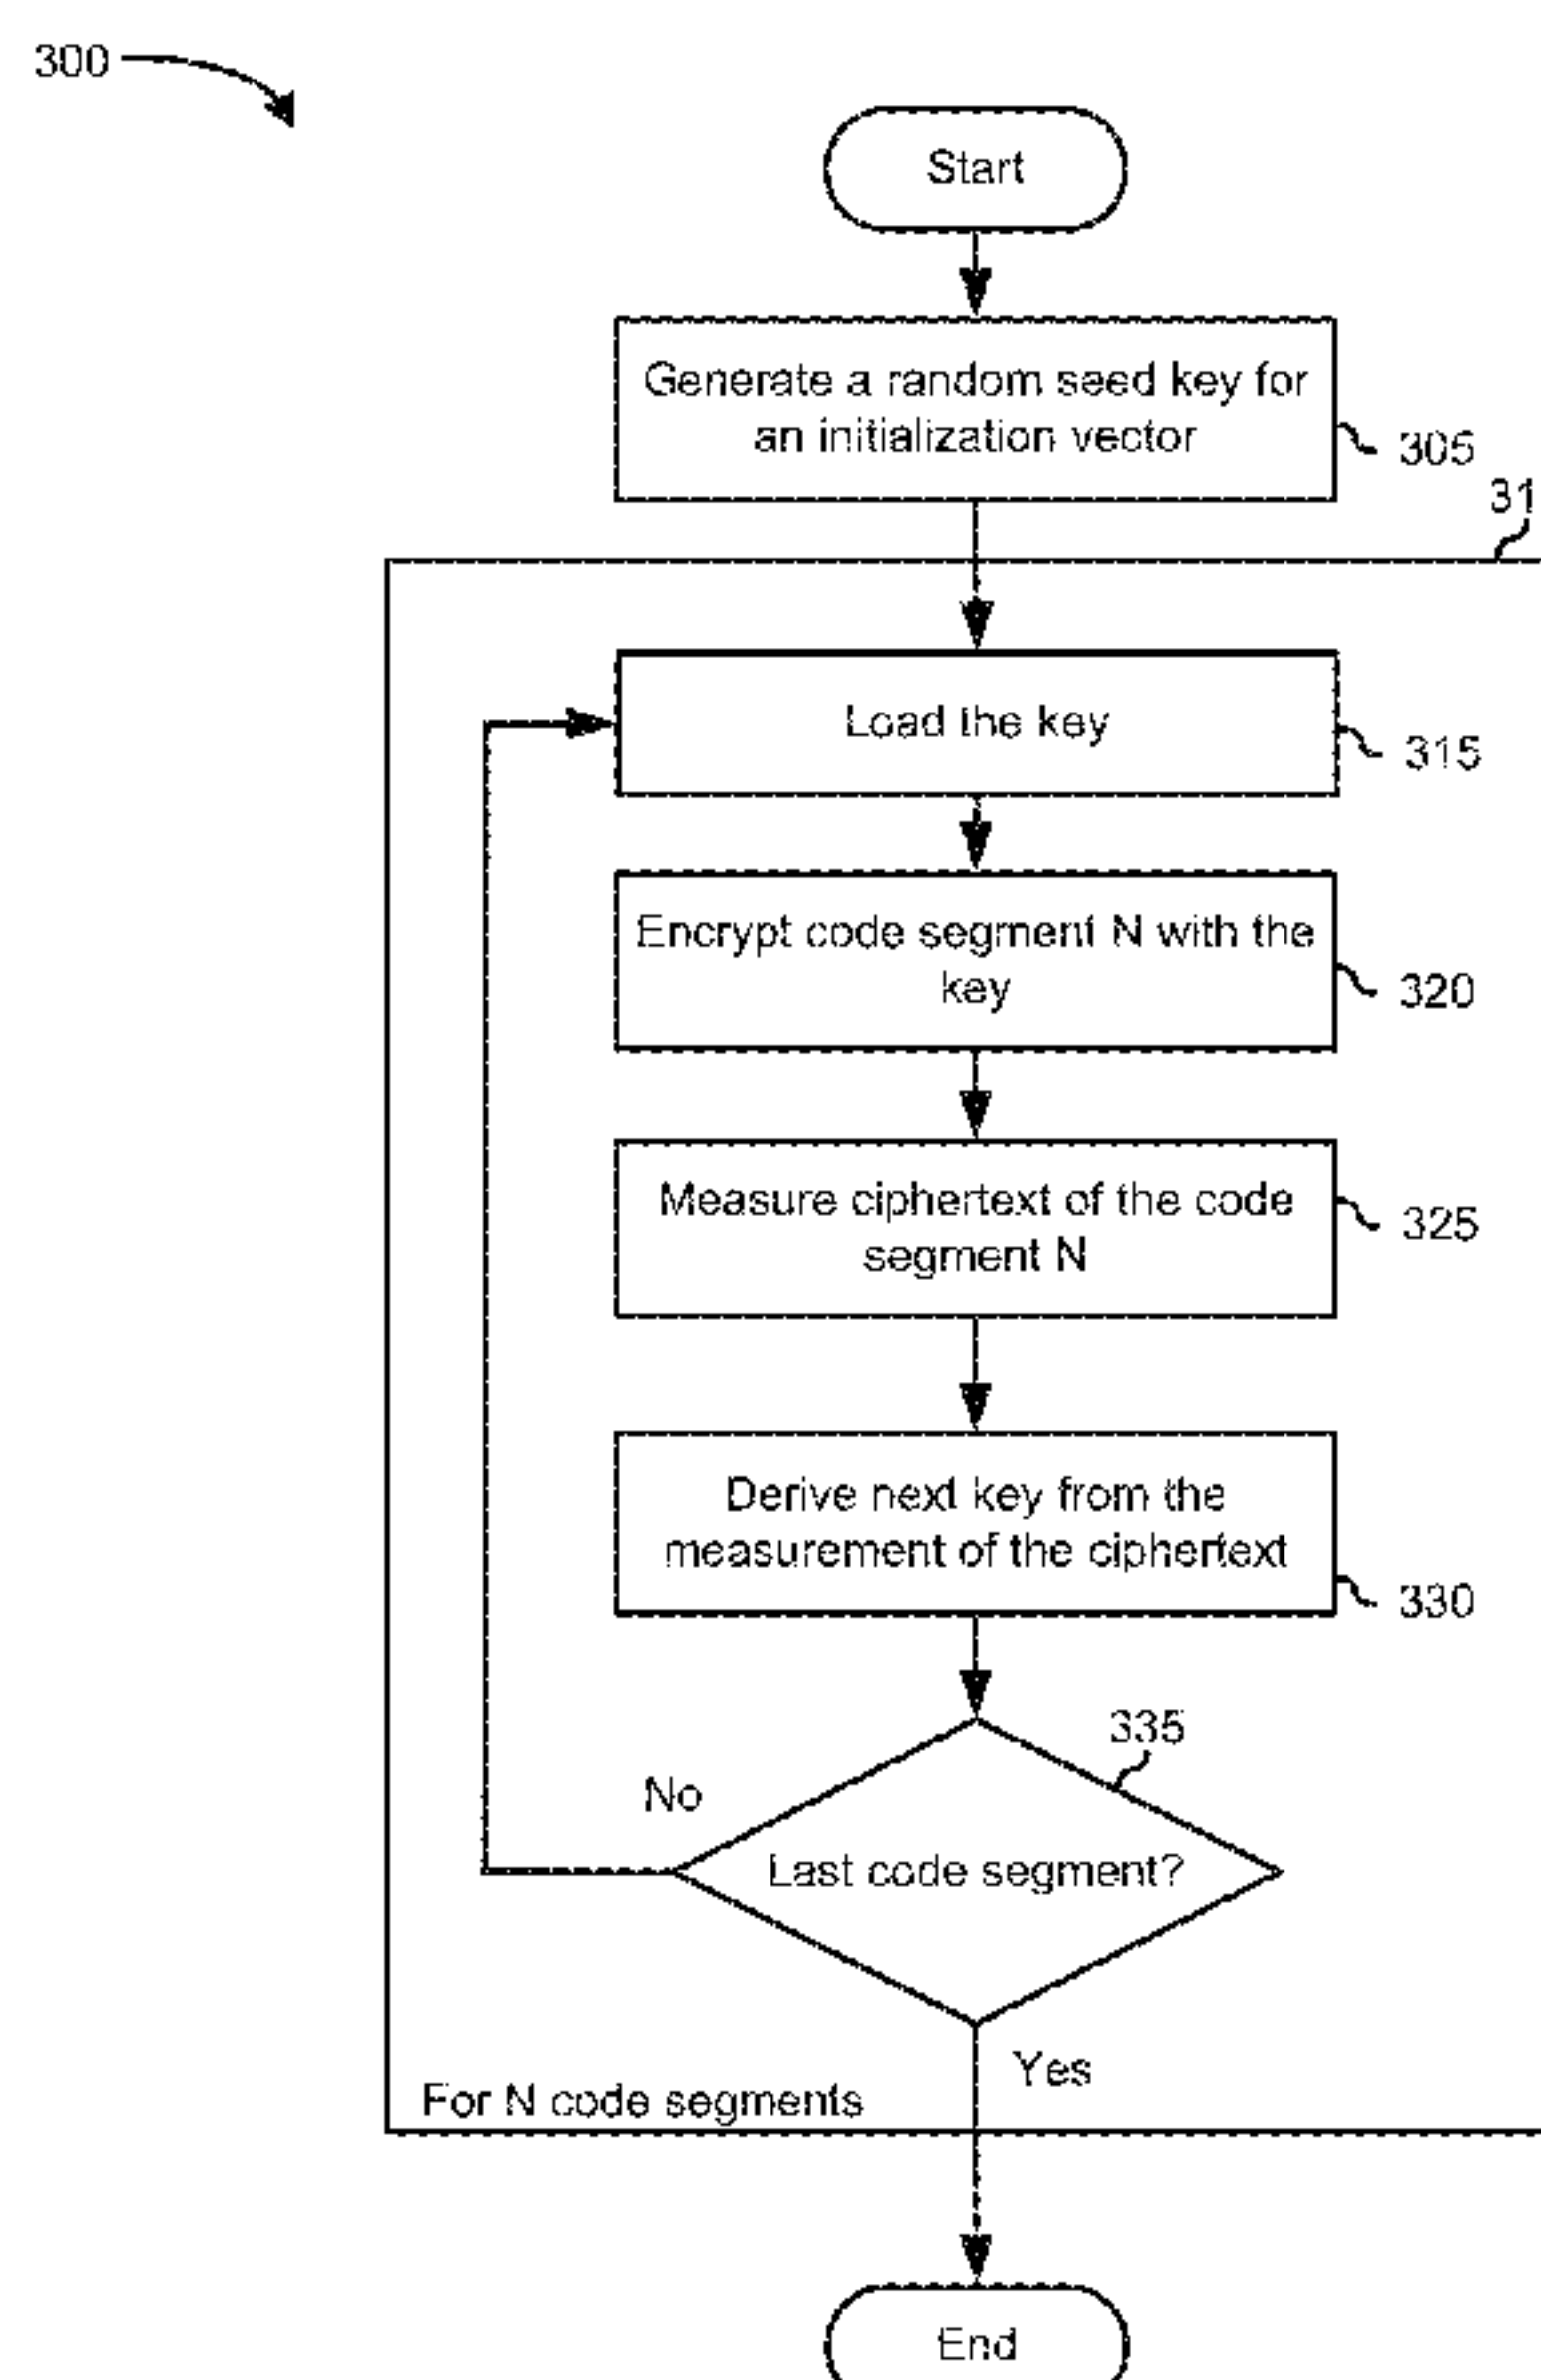 300
Start
Generate a random seed key for
an initialization vector
305
31
Load the key
315
Encrypt code segment N with the
key
320
Measure ciphertext of the code
segment N
325
Derive next key from the
measurement of the ciphertext
330
335
No
Last code segment?
Yes
For N code segments
End